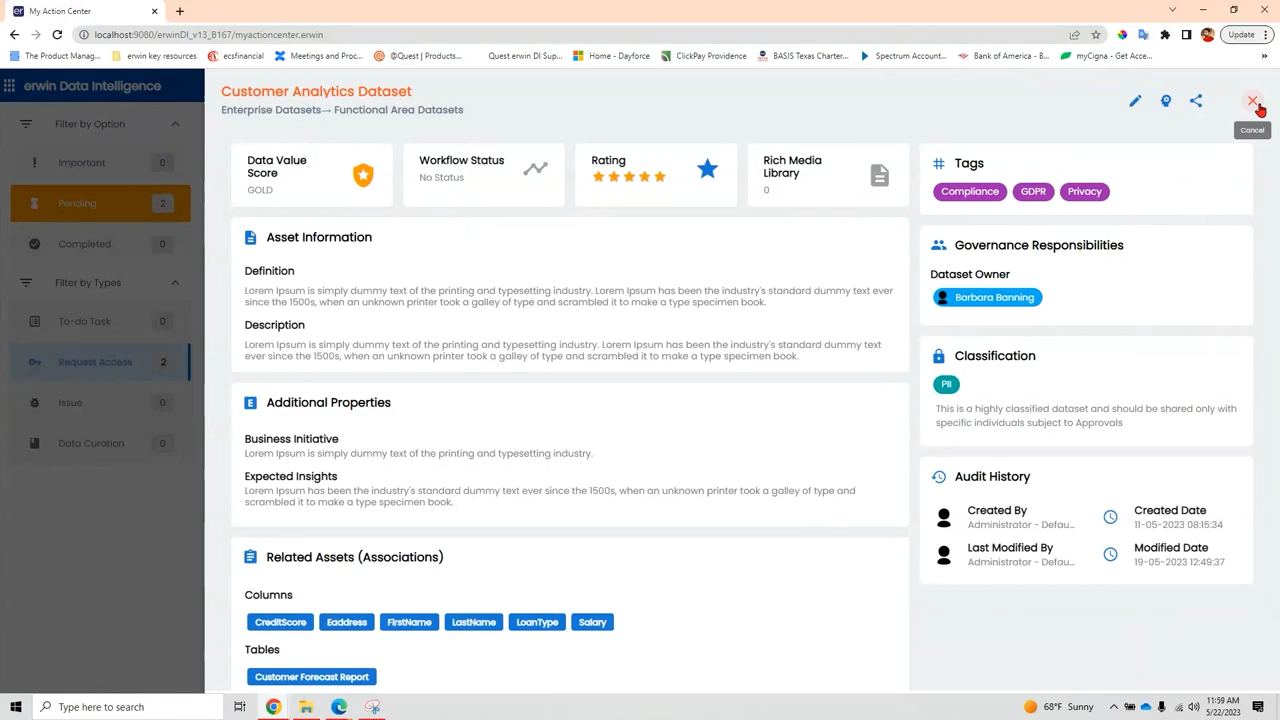 My Action Center
localhost:9080/erwinDI_v13_B167/myactioncenter.erwin
Update
The Product Manag...
erwin key resources
ecsfinancial
Meetings and Proc...
@Quest | Products...
Quest erwin DI Sup...
Home - Dayforce
ClickPay Providence
BASIS Texas Charter...
Spectrum Account...
Bank of America - B...
myCigna - Get Acce...
»
erwin Data Intelligence
Filter by Option
Important 0
Pending 2
Completed 0
Filter by Types
To-do Task 0
Request Access 2
Issue 0
Data Curation 0
Customer Analytics Dataset
Enterprise Datasets→ Functional Area Datasets
Cancel
Data Value
Score
GOLD
Workflow Status
No Status
Rating
Rich Media
Library
0
Asset Information
Definition
Lorem Ipsum is simply dummy text of the printing and typesetting industry. Lorem Ipsum has been the industry's standard dummy text ever
since the 1500s, when an unknown printer took a galley of type and scrambled it to make a type specimen book.
Description
Lorem Ipsum is simply dummy text of the printing and typesetting industry. Lorem Ipsum has been the industry's standard dummy text
ever since the 1500s, when an unknown printer took a galley of type and scrambled it to make a type specimen book.
Additional Properties
Business Initiative
Lorem Ipsum is simply dummy text of the printing and typesetting industry.
Expected Insights
Lorem Ipsum has been the industry's standard dummy text ever since the 1500s, when an unknown printer took a galley of type and
scrambled it to make a type specimen book.
Related Assets (Associations)
Columns
CreditScore Eaddress FirstName LastName LoanType Salary
Tables
Customer Forecast Report
Tags
Compliance GDPR Privacy
Governance Responsibilities
Dataset Owner
Barbara Banning
Classification
PII
This is a highly classified dataset and should be shared only with
specific individuals subject to Approvals
Audit History
Created By
Administrator - Defau...
Created Date
11-05-2023 08:15:34
Last Modified By
Administrator - Defau...
Modified Date
19-05-2023 12:49:37
Type here to search
68°F Sunny
11:59 AM
5/22/2023